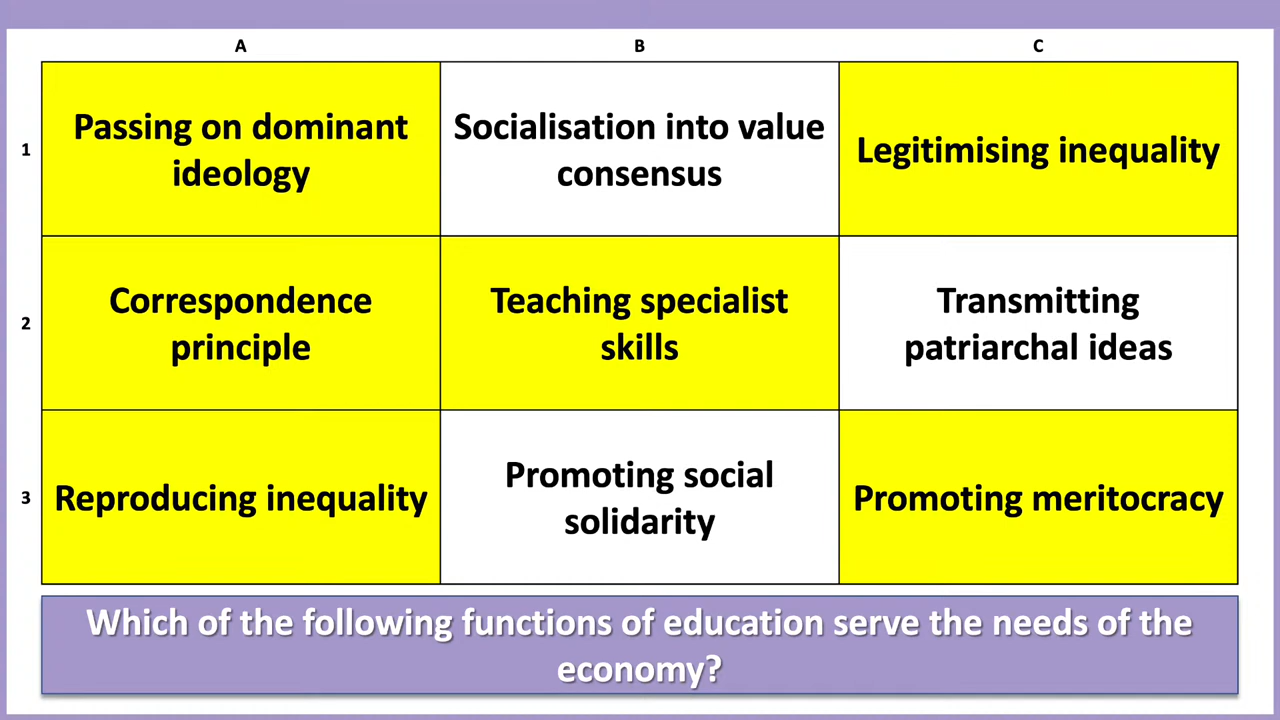 A B C
1
Passing on dominant
ideology
Socialisation into value
consensus
Legitimising inequality
2
Correspondence
principle
Teaching specialist
skills
Transmitting
patriarchal ideas
3
Reproducing inequality
Promoting social
solidarity
Promoting meritocracy
Which of the following functions of education serve the needs of the
economy?